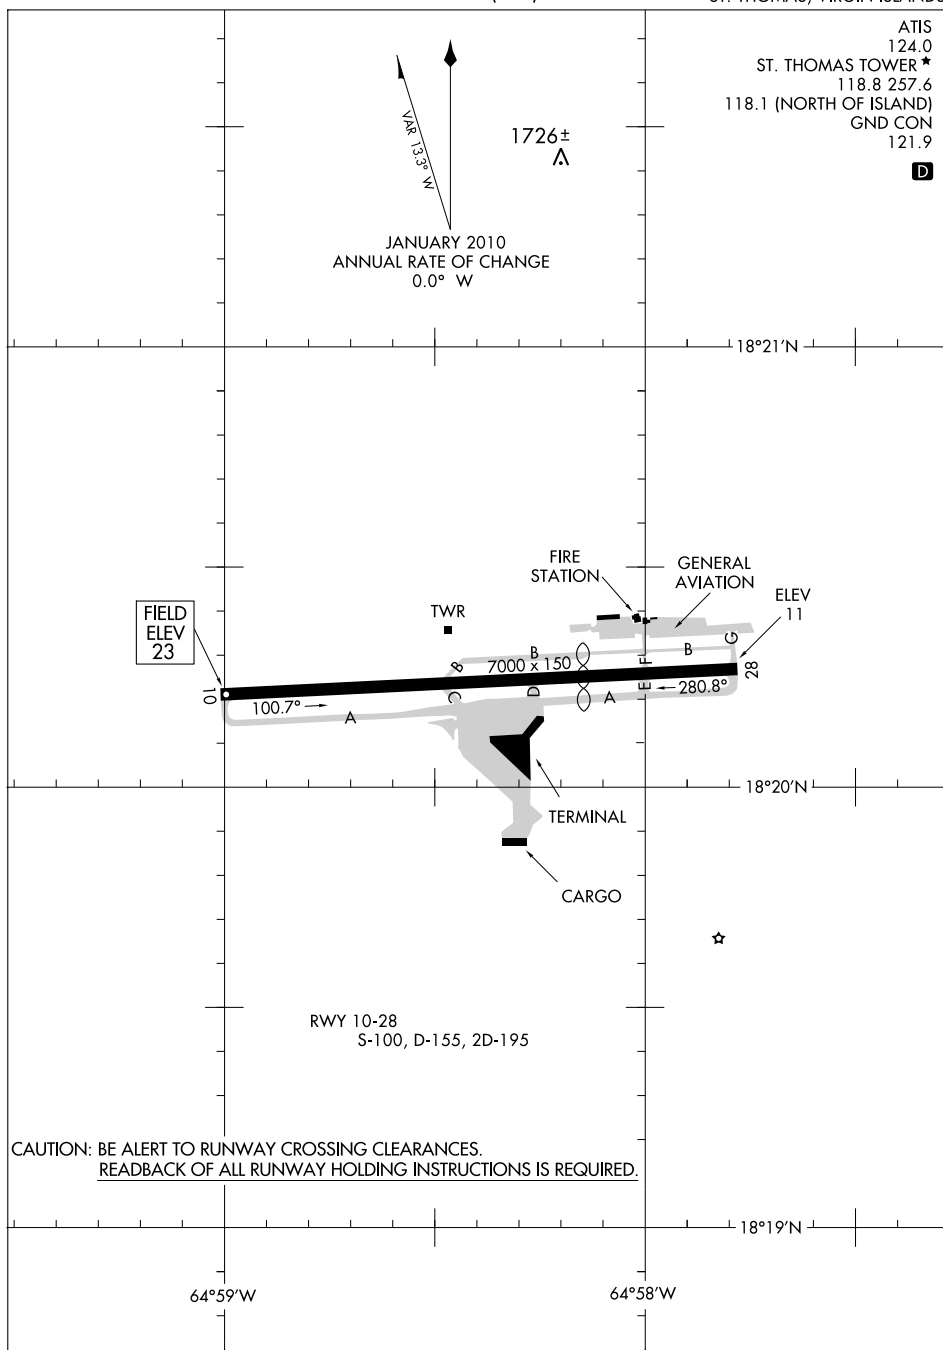 ST. THOMAS, VIRGIN ISLANDS
ATIS
124.0
ST. THOMAS TOWER
118.8 257.6
118.1 (NORTH OF ISLAND)
GND CON
121.9
D
VAR 13.3° W
1726±
JANUARY 2010
ANNUAL RATE OF CHANGE
0.0° W
18°21'N
FIRE
STATION
GENERAL
AVIATION
ELEV
11
FIELD
ELEV
23
TWR
G
B
B
B
F
7000 x 150
28
10
100.7°
A
C
D
A
E
280.8°
18°20'N
TERMINAL
CARGO
RWY 10-28
S-100, D-155, 2D-195
CAUTION: BE ALERT TO RUNWAY CROSSING CLEARANCES.
READBACK OF ALL RUNWAY HOLDING INSTRUCTIONS IS REQUIRED.
18°19'N
64°59'W
64°58'W